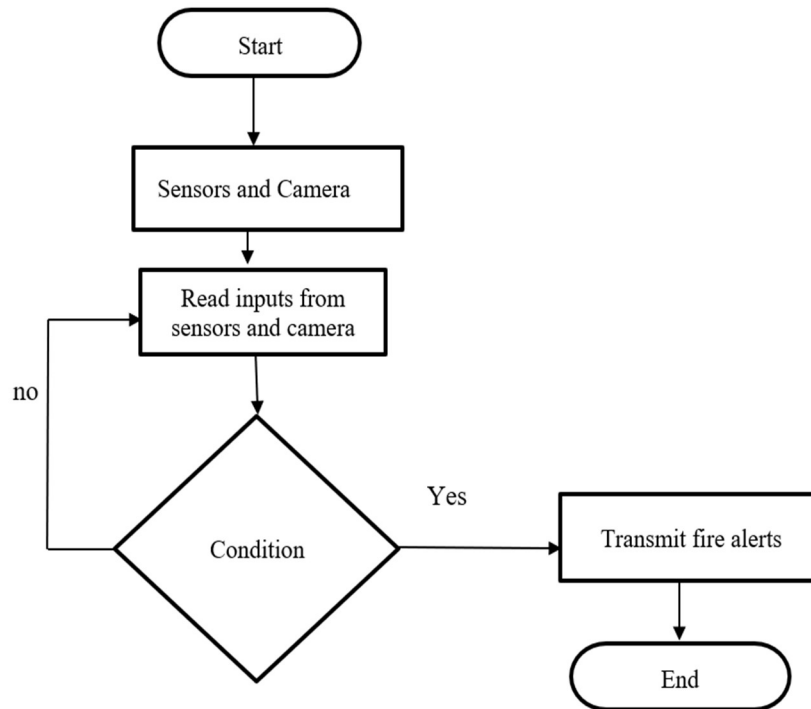 Start
Sensors and Camera
Read inputs from
sensors and camera
no
Condition
Yes
Transmit fire alerts
End